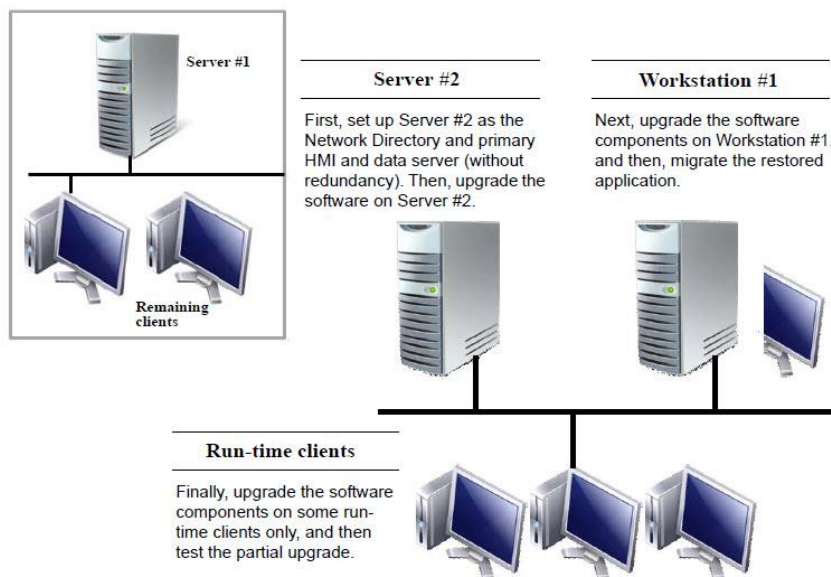 Server #1
Remaining
clients
Server #2
First, set up Server #2 as the
Network Directory and primary
HMI and data server (without
redundancy). Then, upgrade the
software on Server #2.
Workstation #1
Next, upgrade the software
components on Workstation #1,
and then, migrate the restored
application.
Run-time clients
Finally, upgrade the software
components on some run-
time clients only, and then
test the partial upgrade.